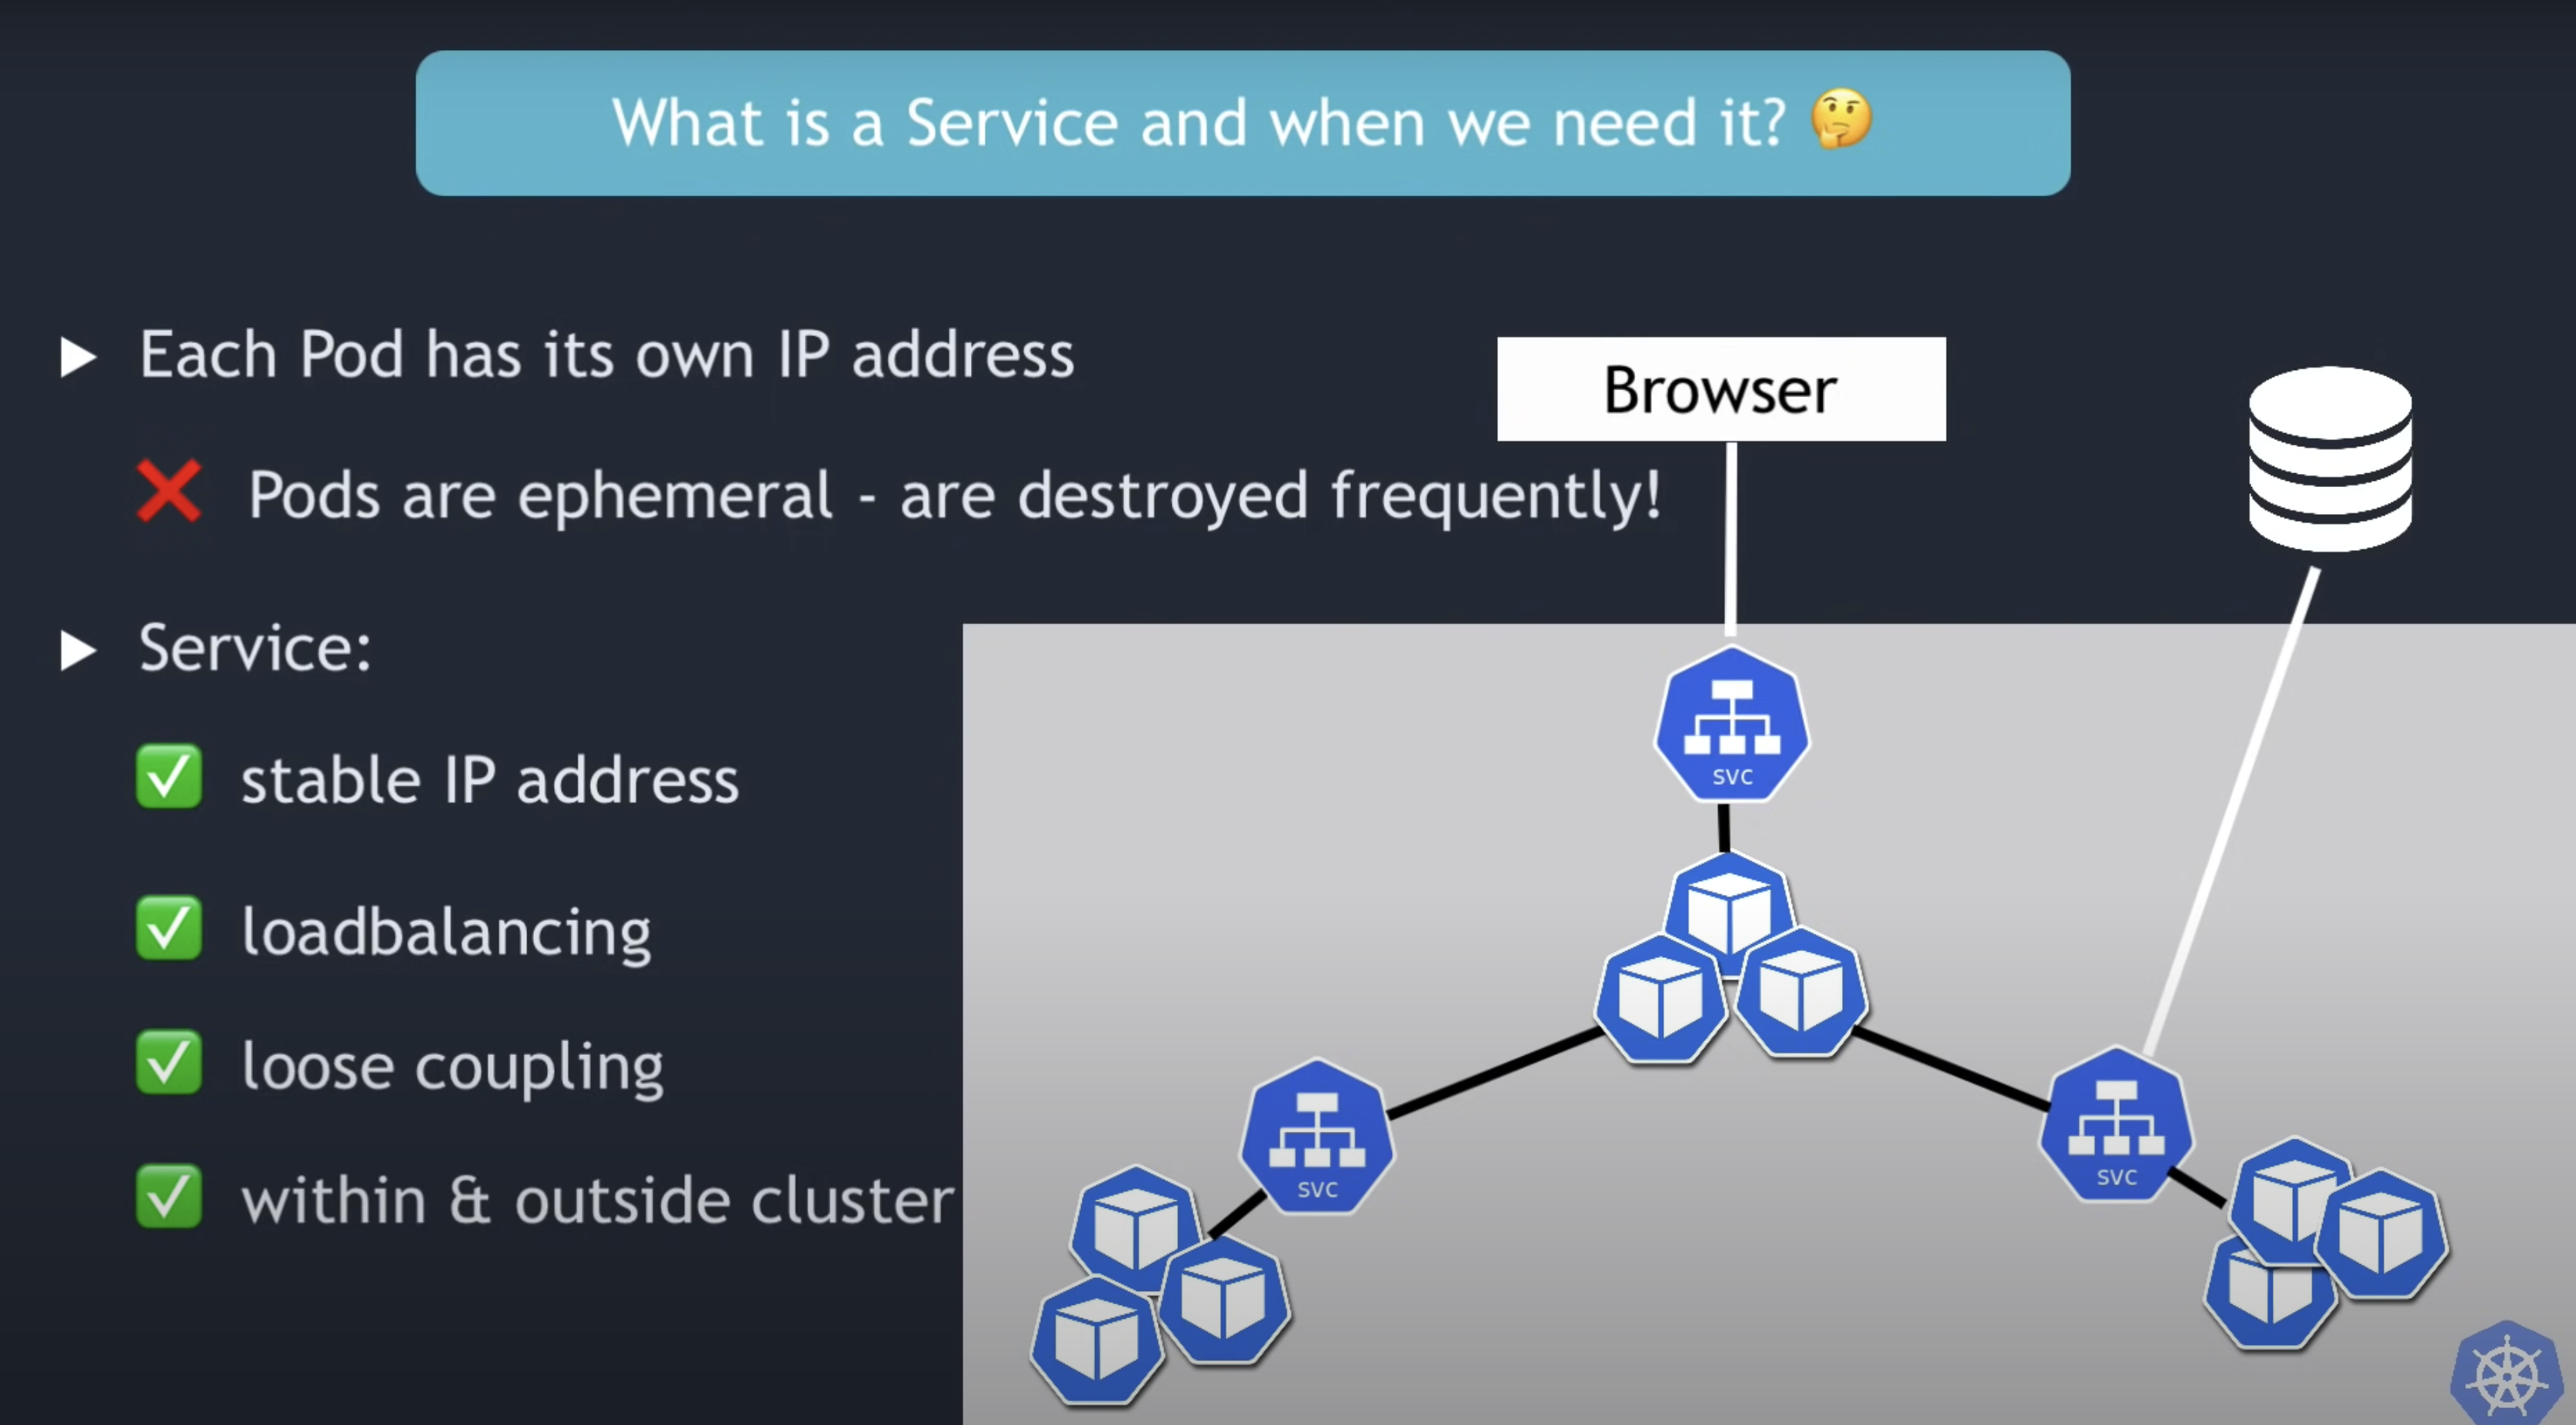 What is a Service and when we need it? 🤔
Each Pod has its own IP address
Browser
Pods are ephemeral - are destroyed frequently!
Service:
stable IP address
loadbalancing
loose coupling
within & outside cluster
svc
svc
svc